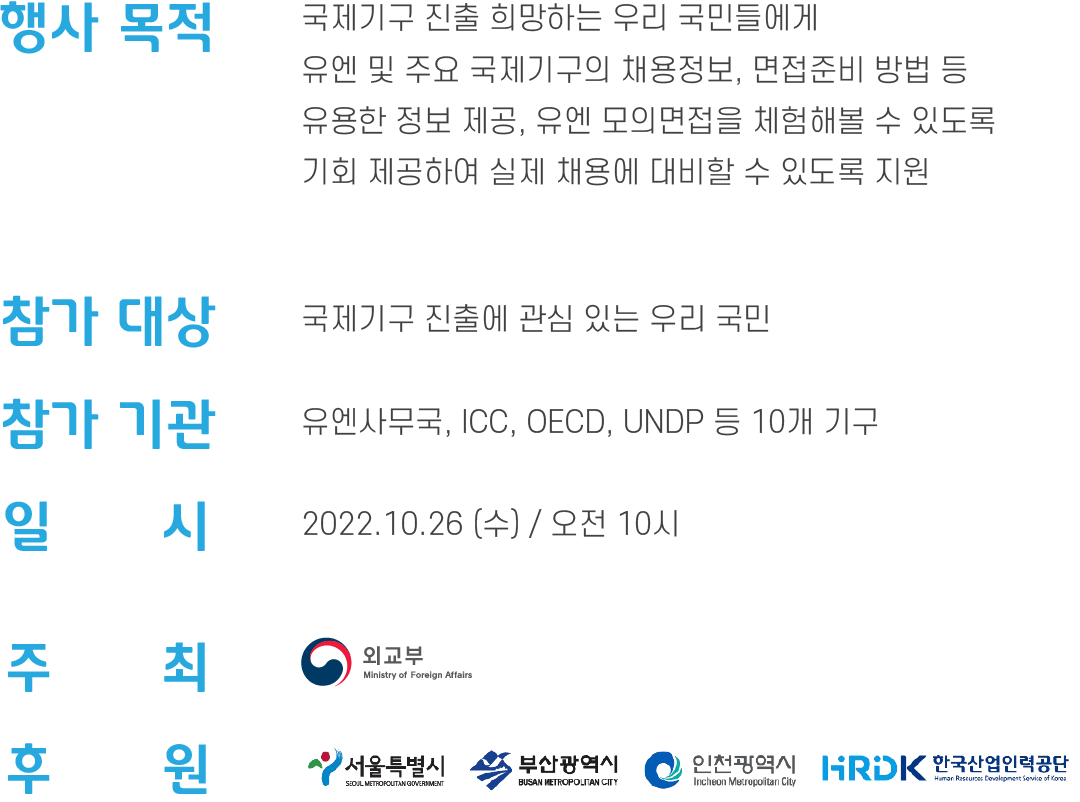 행사 목적
국제기구 진출 희망하는 우리 국민들에게
유엔 및 주요 국제기구의 채용정보, 면접준비 방법 등
유용한 정보 제공, 유엔 모의면접을 체험해볼 수 있도록
기회 제공하여 실제 채용에 대비할 수 있도록 지원
참가 대상
국제기구 진출에 관심 있는 우리 국민
참가 기관
유엔사무국, ICC, OECD, UNDP 등 10개 기구
일 시
2022.10.26 (수) / 오전 10시
주 최
외교부
Ministry of Foreign Affairs
후 원
서울특별시
SEOUL METROPOLITAN GOVERNMENT
부산광역시
BUSAN METROPOLITAN CITY
인천광역시
Incheon Metropolitan City
HRDK 한국산업인력공단
Human Resources Development Service of Korea